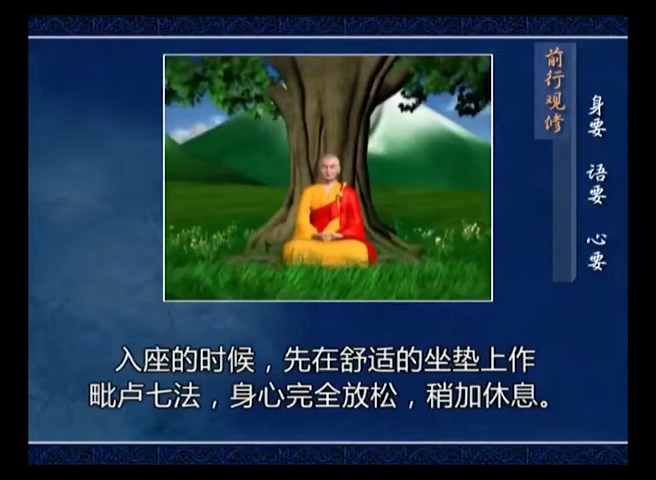 前行观修
身要 语要 心要
入座的时候，先在舒适的坐垫上作
毗卢七法，身心完全放松，稍加休息。